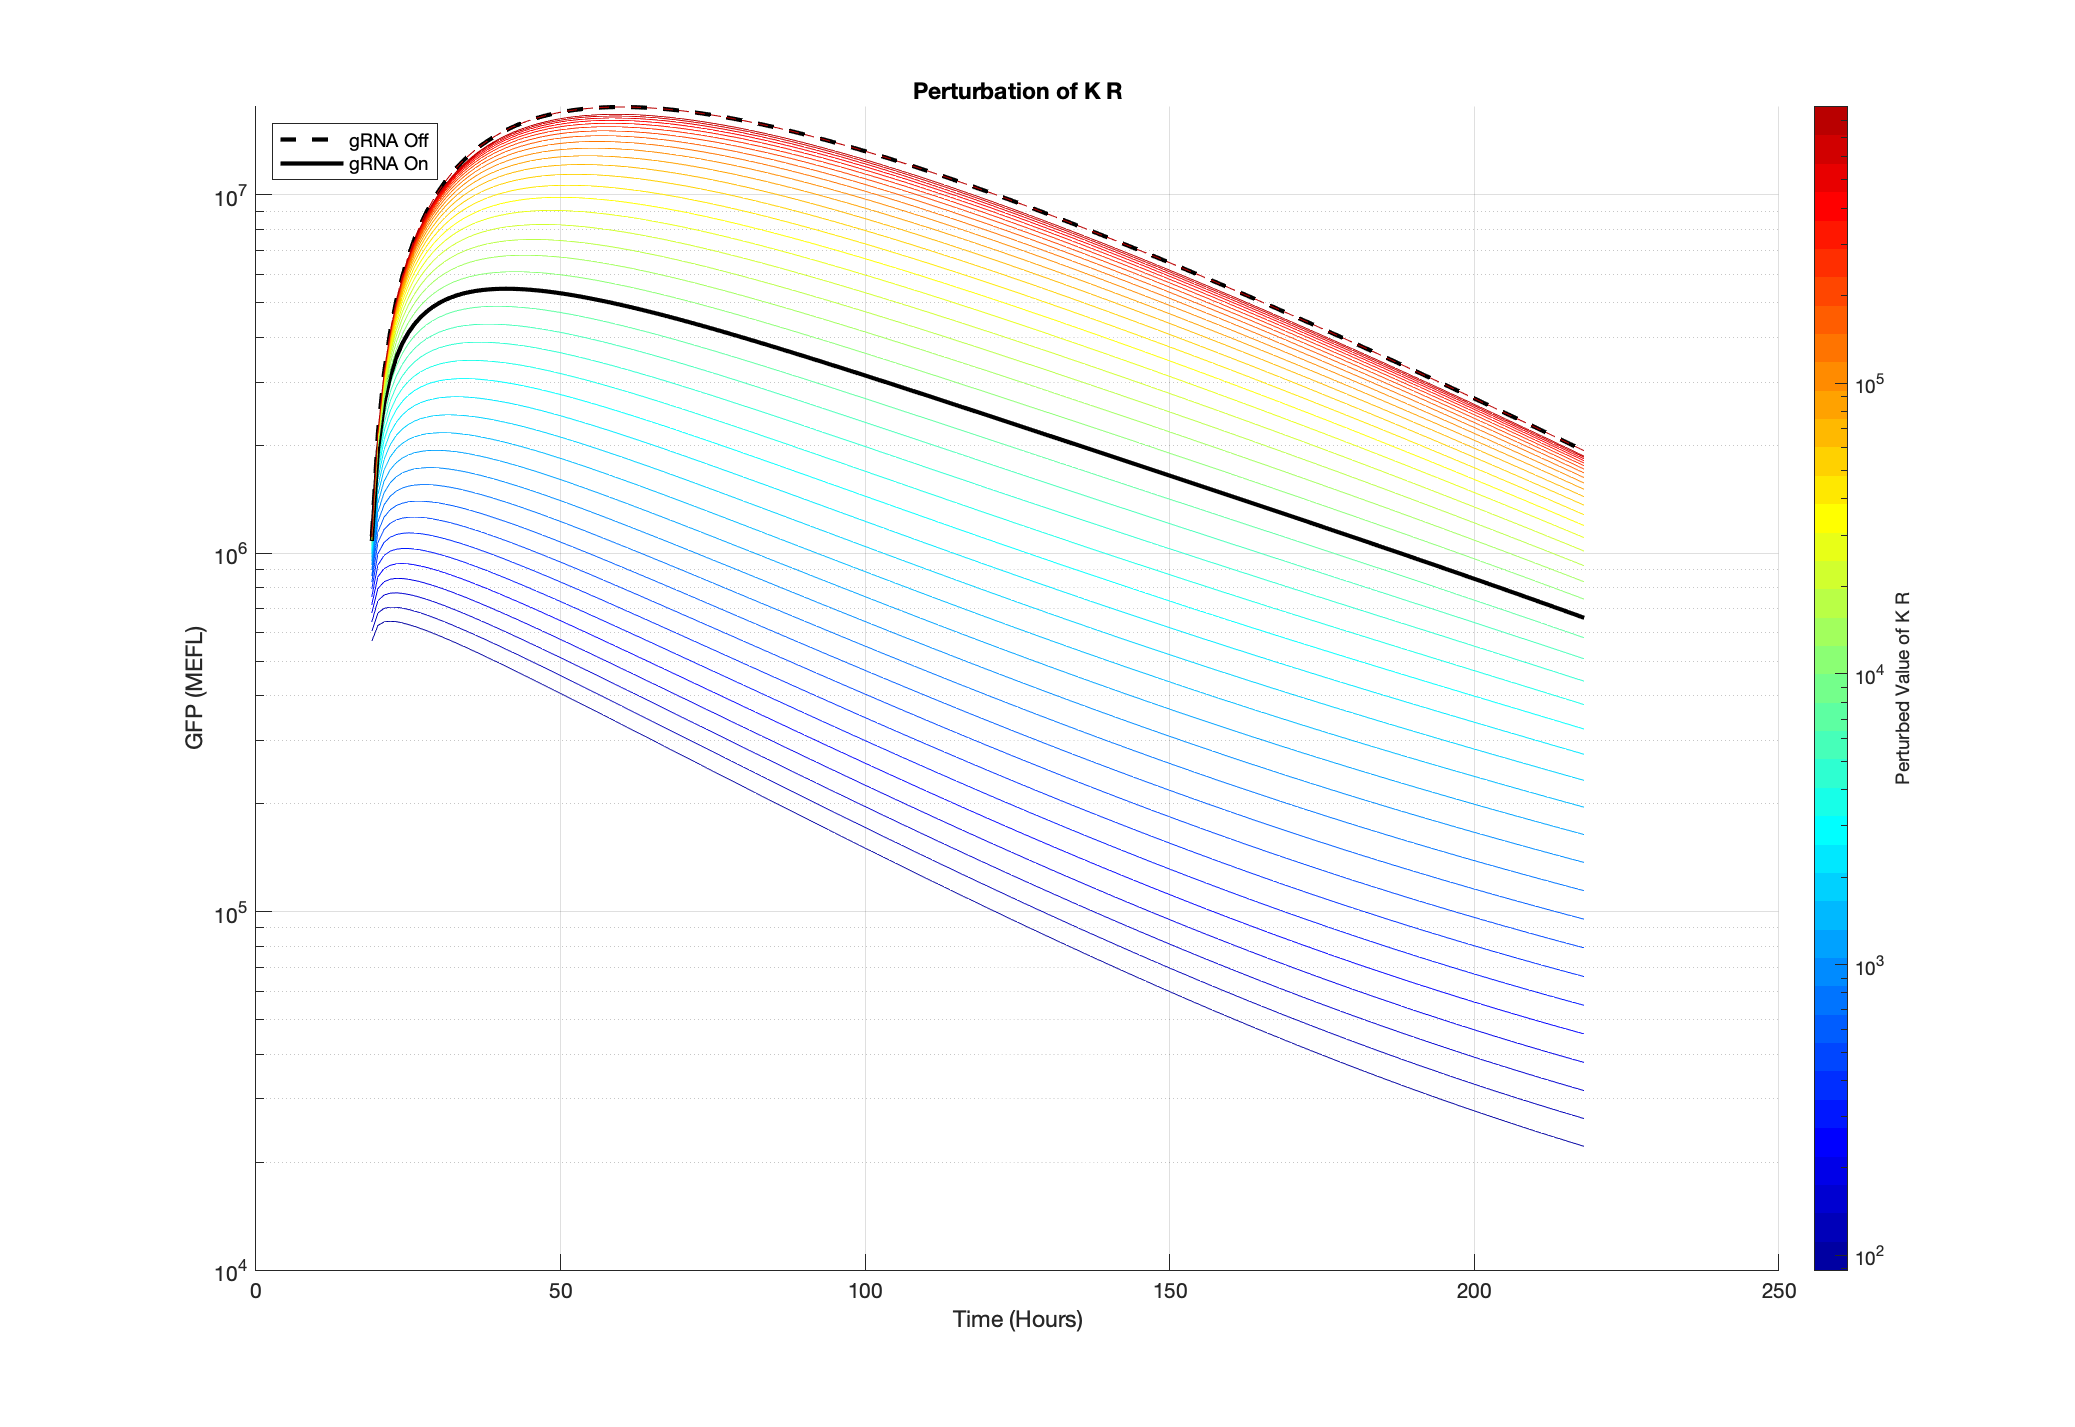 Perturbation of K R
gRNA Off
gRNA On
10^7
10^6
10^5
10^4
GFP (MEFL)
0 50 100 150 200 250
Time (Hours)
10^5
10^4
10^3
10^2
Perturbed Value of K R